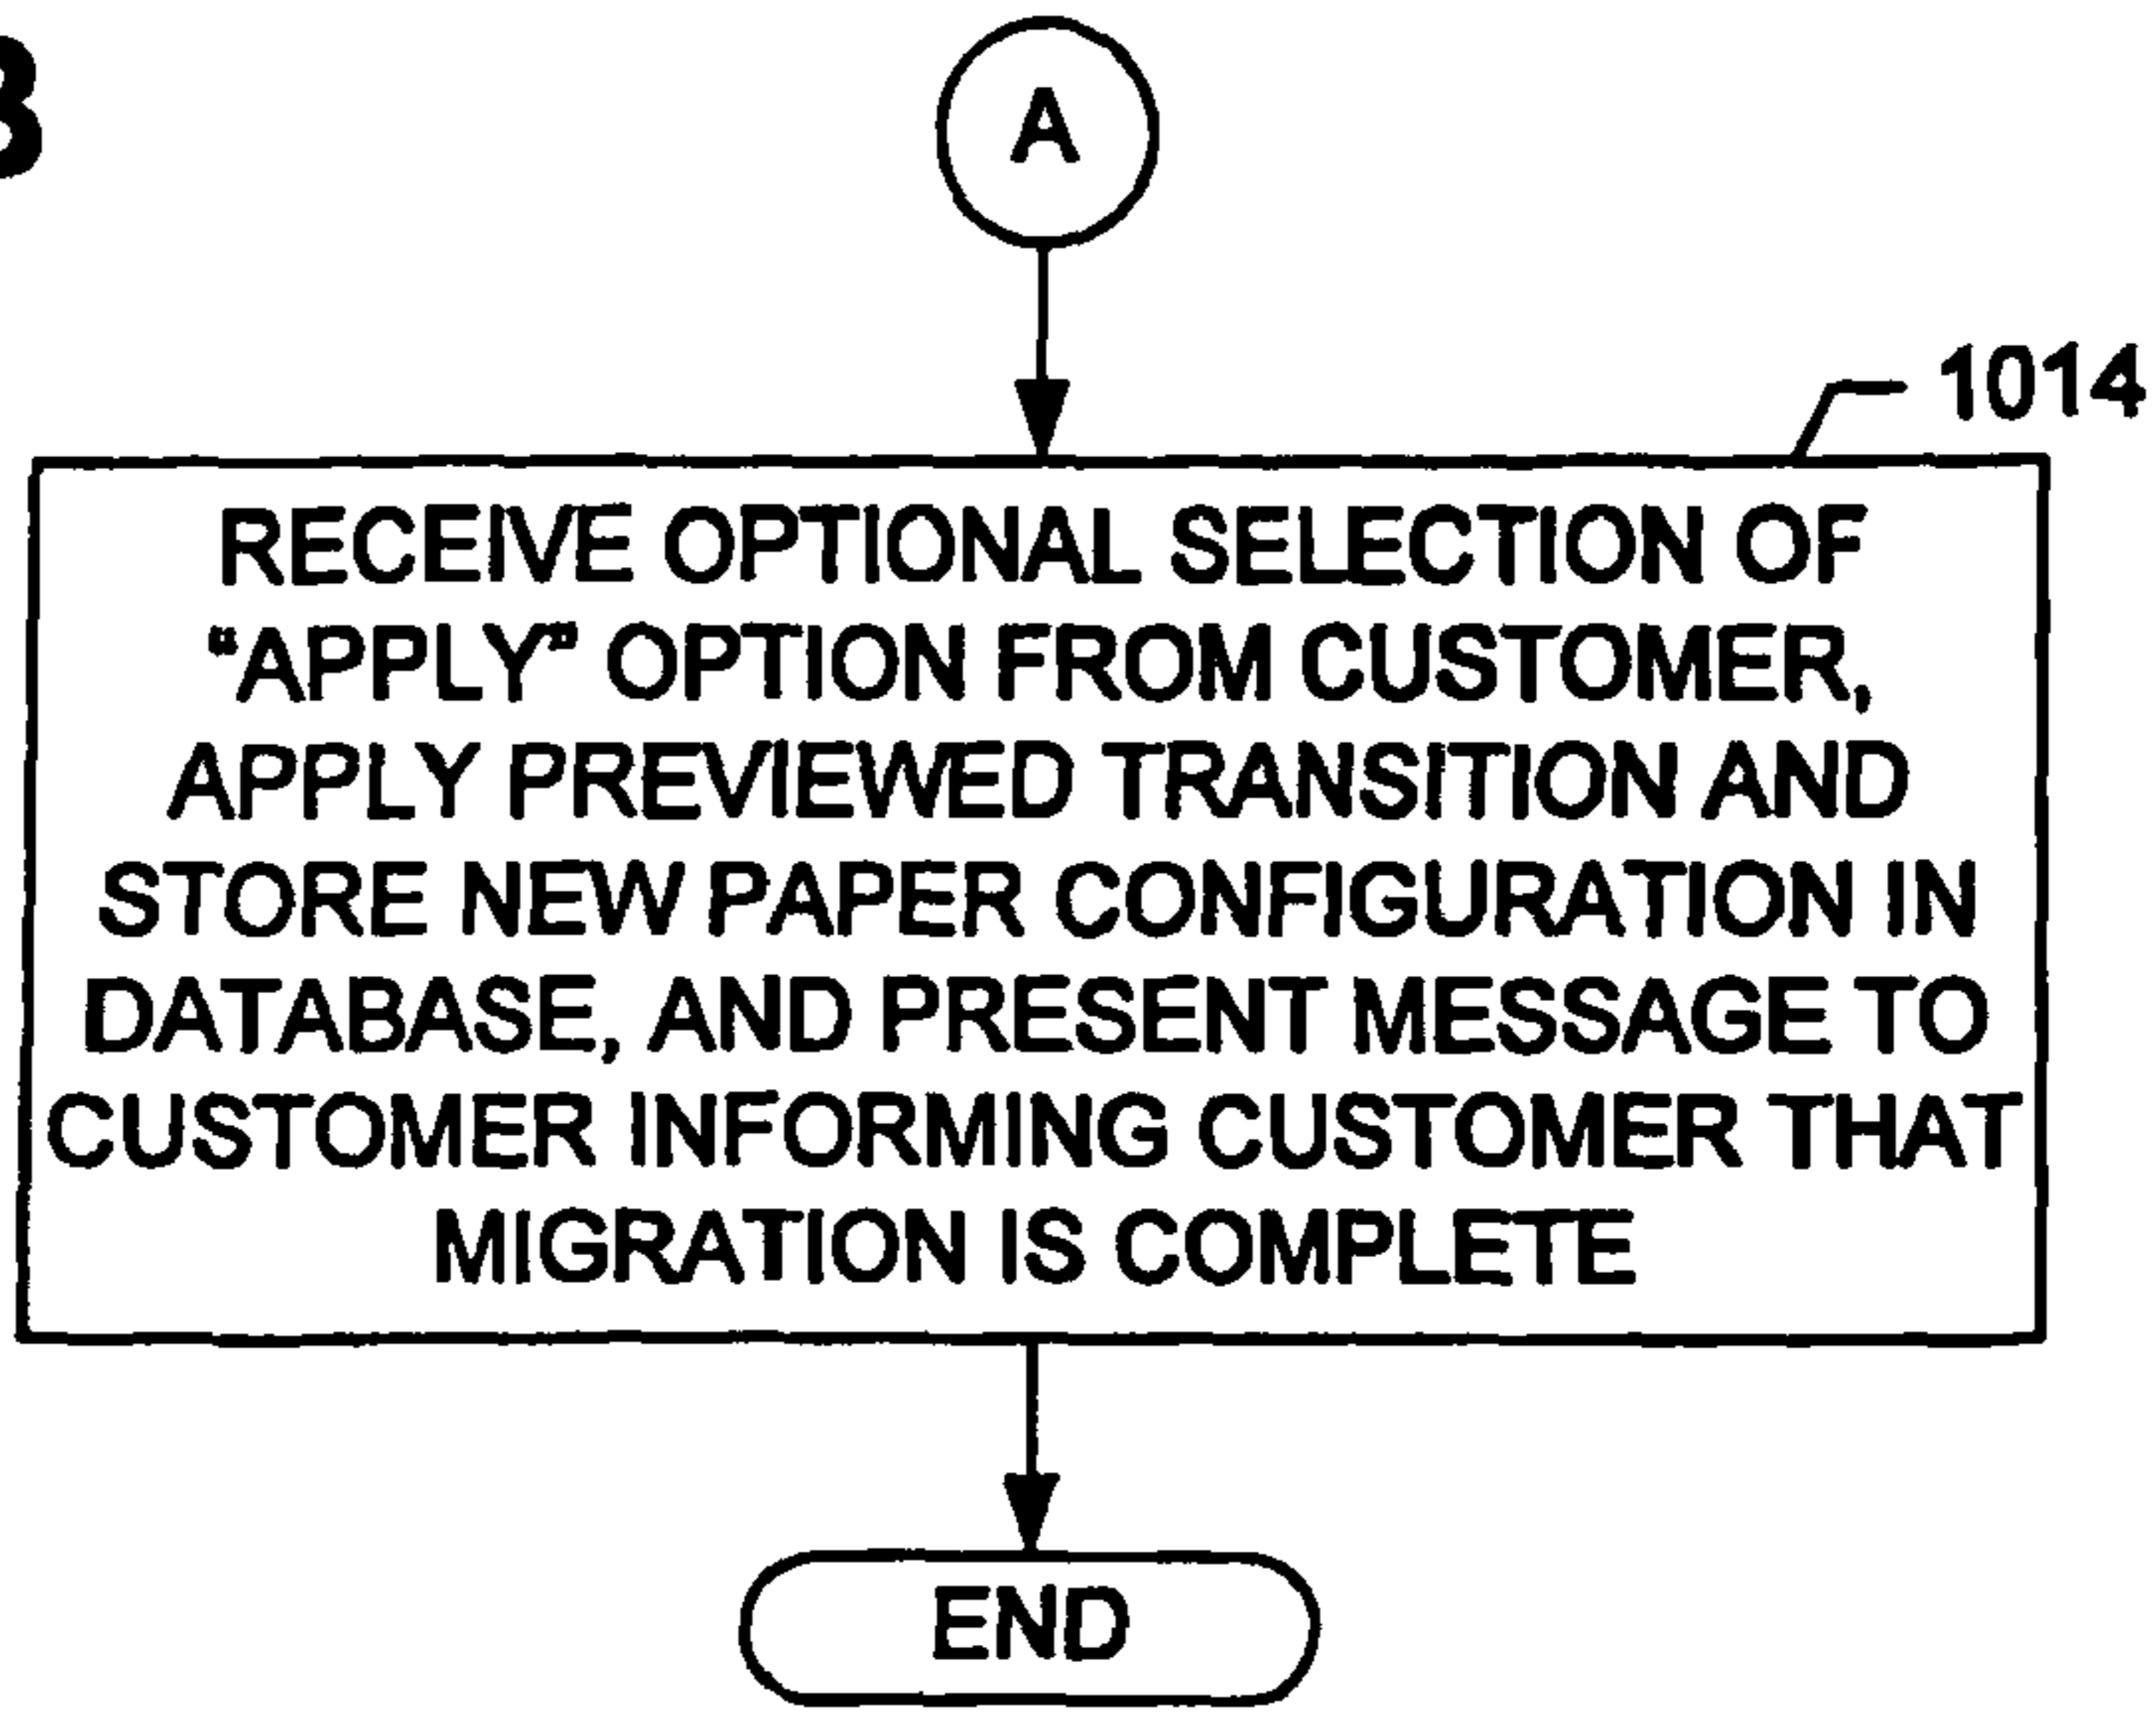 B
A
1014
RECEIVE OPTIONAL SELECTION OF
"APPLY" OPTION FROM CUSTOMER,
APPLY PREVIEWED TRANSITION AND
STORE NEW PAPER CONFIGURATION IN
DATABASE, AND PRESENT MESSAGE TO
CUSTOMER INFORMING CUSTOMER THAT
MIGRATION IS COMPLETE
END